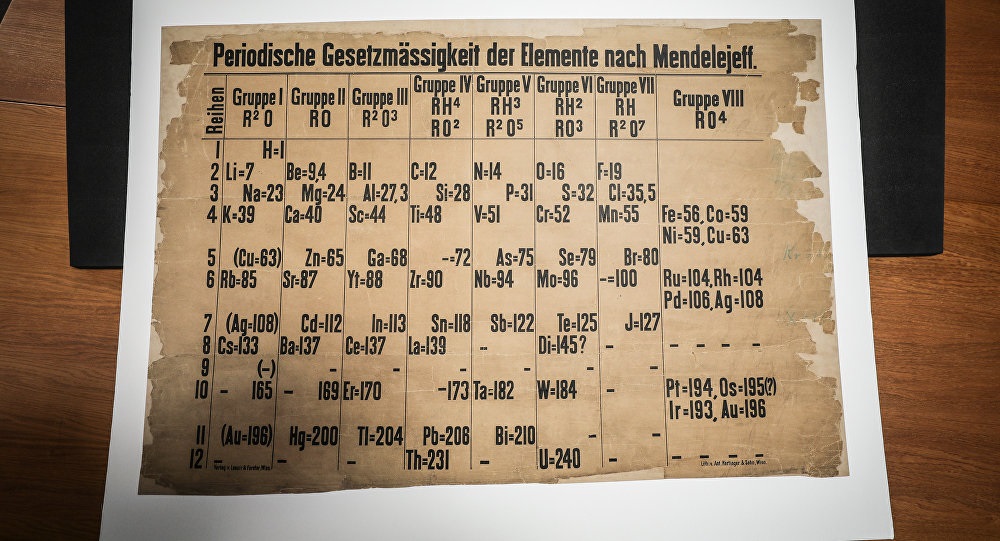 Periodische Gesetzmässigkeit der Elemente nach Mendelejeff.
Reihen Gruppe I Gruppe II Gruppe III Gruppe IV Gruppe V Gruppe VI Gruppe VII Gruppe VIII
RH⁴ RH³ RH² RH
R²O RO R²O³ RO² R²O⁵ RO³ R²O⁷ RO⁴
1 H=1
2 Li=7 Be=9,4 B=11 C=12 N=14 O=16 F=19
3 Na=23 Mg=24 Al=27,3 Si=28 P=31 S=32 Cl=35,5
4 K=39 Ca=40 Sc=44 Ti=48 V=51 Cr=52 Mn=55 Fe=56, Co=59
Ni=59, Cu=63
5 (Cu=63) Zn=65 Ga=68 -=72 As=75 Se=79 Br=80
6 Rb=85 Sr=87 Yt=88 Zr=90 Nb=94 Mo=96 -=100 Ru=104, Rh=104
Pd=106, Ag=108
7 (Ag=108) Cd=112 In=113 Sn=118 Sb=122 Te=125 J=127
8 Cs=133 Ba=137 Ce=137 La=139 - Di=145? - - - - -
9 (-) - - - - - -
10 - 165 - 169 Er=170 -173 Ta=182 W=184 - Pt=194, Os=195(?)
Ir=193, Au=196
11 (Au=196) Hg=200 Tl=204 Pb=206 Bi=210 - -
12 - - - Th=231 - U=240 - - - - -
Verlag v. Lenoir & Forster, Wien.
Lith. v. Ant. Hartinger & Sohn, Wien.